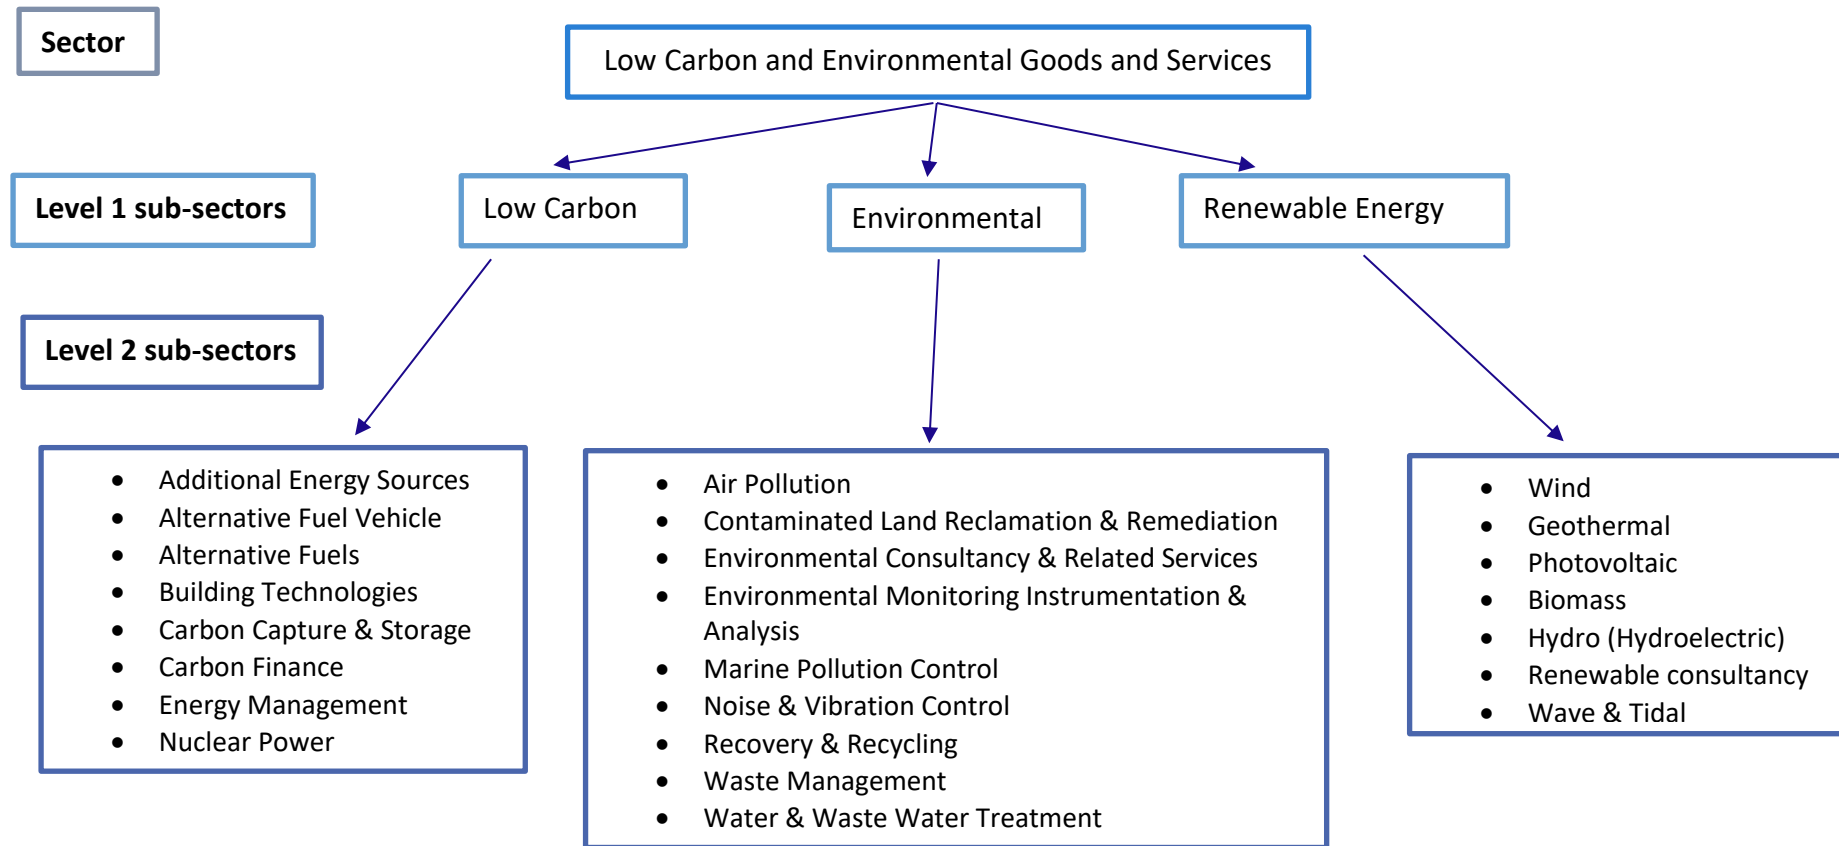 Sector
Low Carbon and Environmental Goods and Services
Level 1 sub-sectors
Low Carbon
Environmental
Renewable Energy
Level 2 sub-sectors
• Additional Energy Sources
• Alternative Fuel Vehicle
• Alternative Fuels
• Building Technologies
• Carbon Capture & Storage
• Carbon Finance
• Energy Management
• Nuclear Power
• Air Pollution
• Contaminated Land Reclamation & Remediation
• Environmental Consultancy & Related Services
• Environmental Monitoring Instrumentation &
Analysis
• Marine Pollution Control
• Noise & Vibration Control
• Recovery & Recycling
• Waste Management
• Water & Waste Water Treatment
• Wind
• Geothermal
• Photovoltaic
• Biomass
• Hydro (Hydroelectric)
• Renewable consultancy
• Wave & Tidal